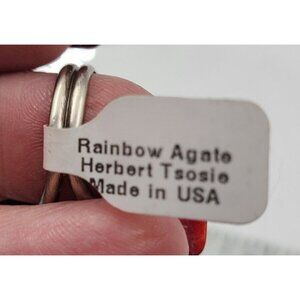 Rainbow Agate
Herbert Tsosie
Made in USA